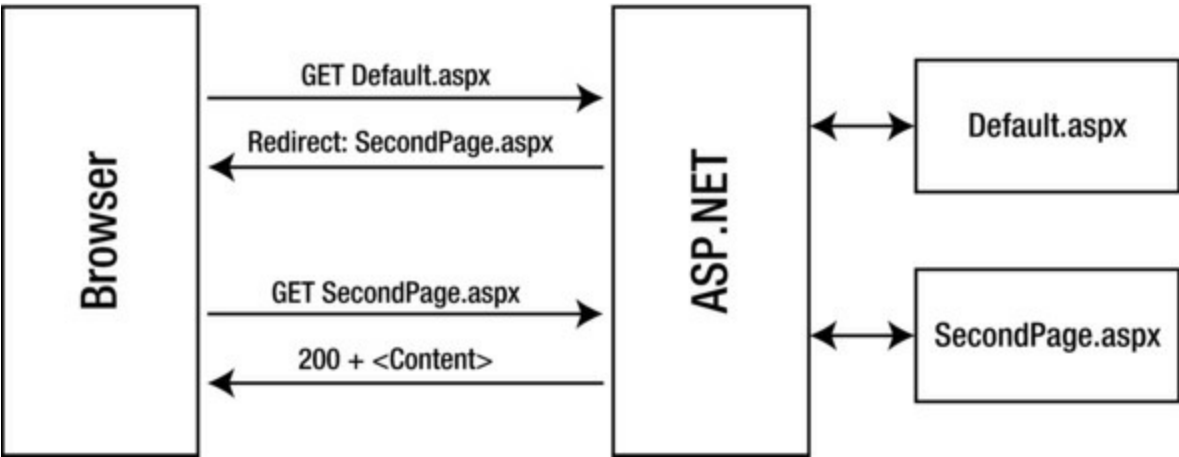 Browser
GET Default.aspx
Redirect: SecondPage.aspx
GET SecondPage.aspx
200 + <Content>
ASP.NET
Default.aspx
SecondPage.aspx